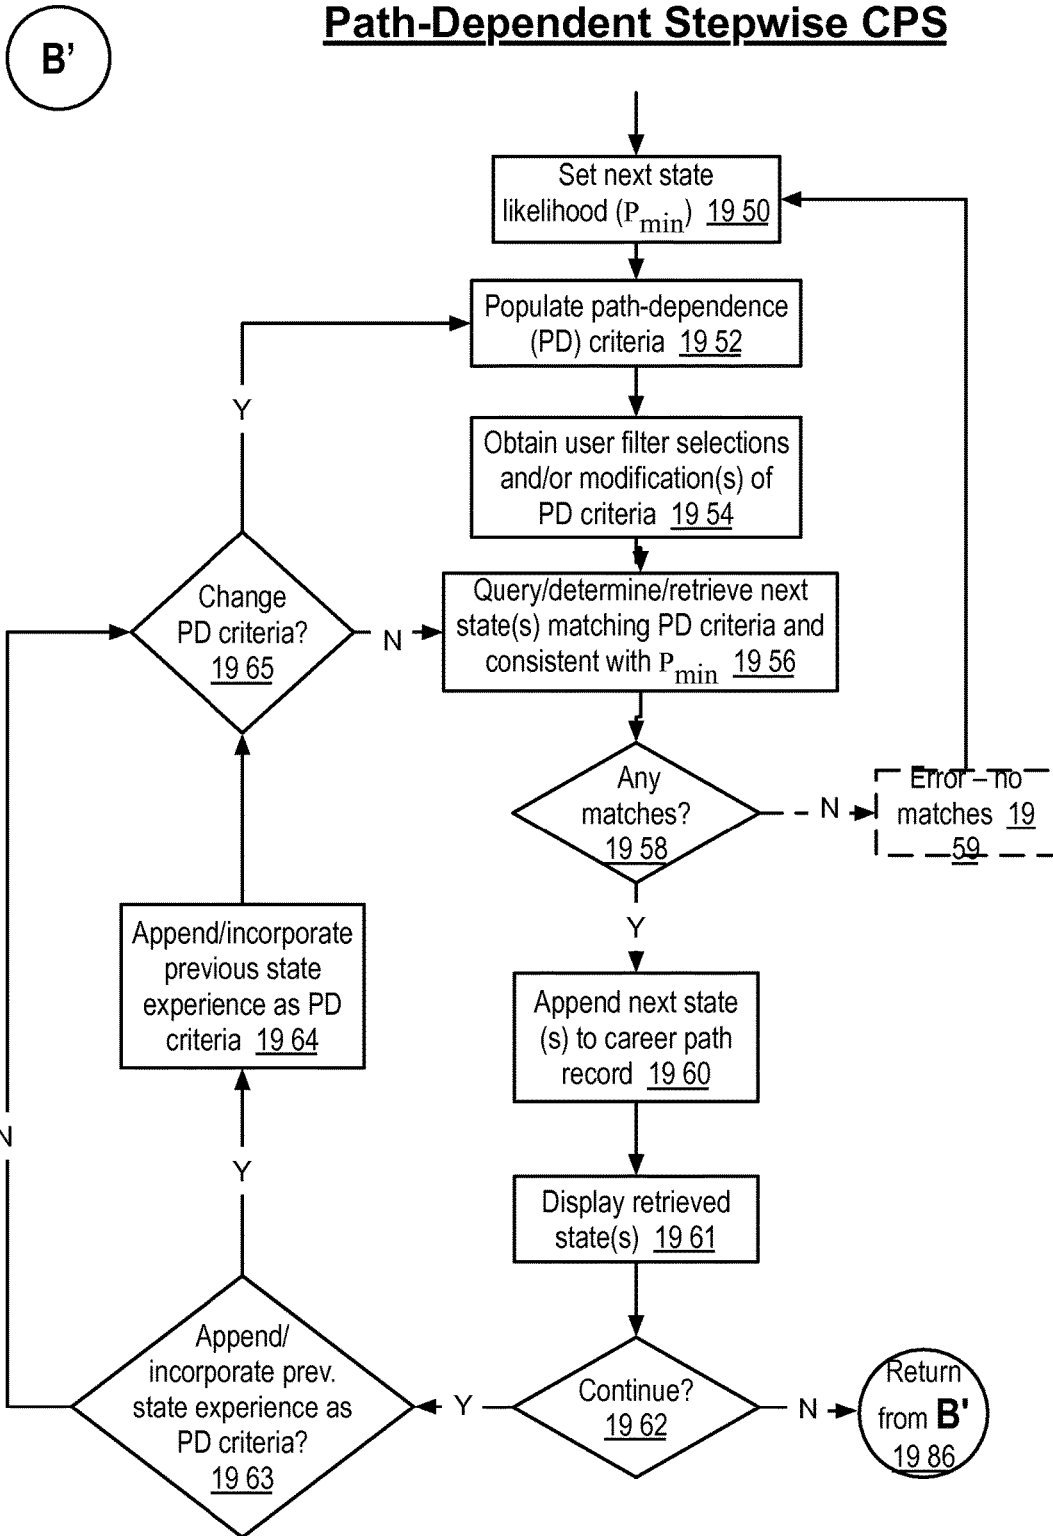 Path-Dependent Stepwise CPS
B’
Set next state
likelihood (Pmin) 19 50
Populate path-dependence
(PD) criteria 19 52
Y
Obtain user filter selections
and/or modification(s) of
PD criteria 19 54
Change
PD criteria?
19 65
N
Query/determine/retrieve next
state(s) matching PD criteria and
consistent with Pmin 19 56
Any
matches?
19 58
N
Error – no
matches 19
59
Y
Append/incorporate
previous state
experience as PD
criteria 19 64
Append next state
(s) to career path
record 19 60
N
Y
Display retrieved
state(s) 19 61
Append/
incorporate prev.
state experience as
PD criteria?
19 63
Y
Continue?
19 62
N
Return
from B'
19 86